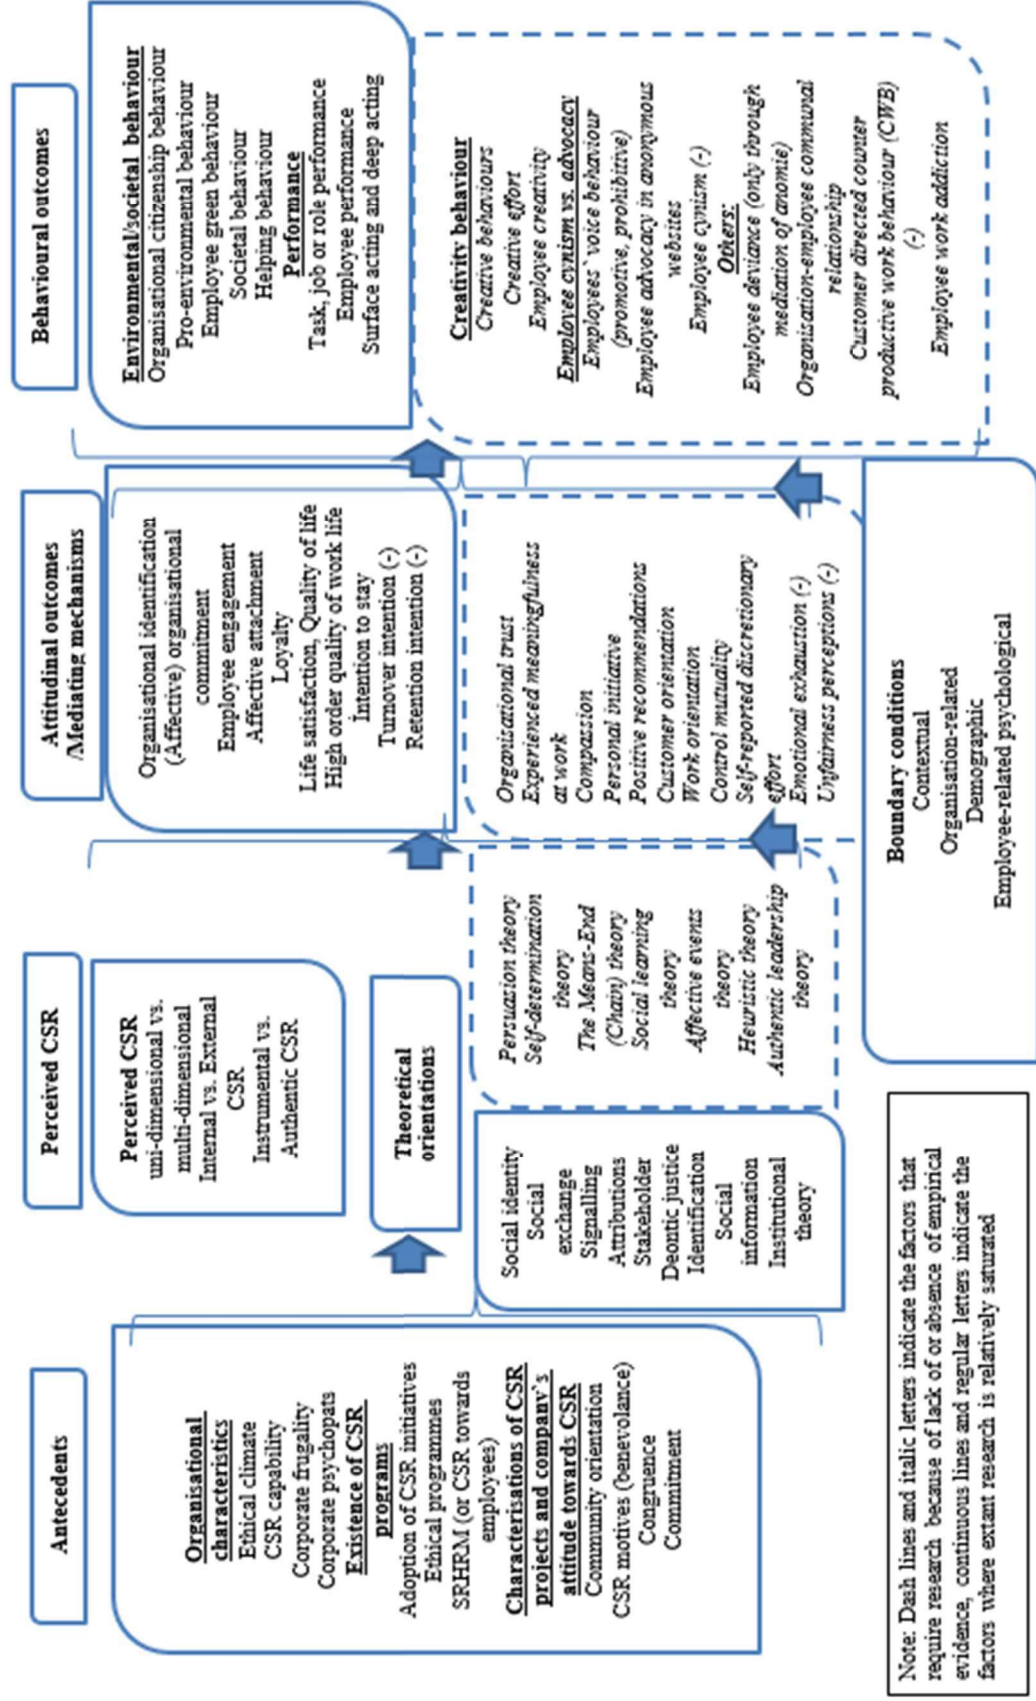 Antecedents
Organisational
characteristics
Ethical climate
CSR capability
Corporate frugality
Corporate psychopats
Existence of CSR
programs
Adoption of CSR initiatives
Ethical programmes
SRHRM (or CSR towards
employees)
Characterisations of CSR
projects and company`s
attitude towards CSR
Community orientation
CSR motives (benevolance)
Congruence
Commitment
Perceived CSR
Perceived CSR
uni-dimensional vs.
multi-dimensional
Internal vs. External
CSR
Instrumental vs.
Authentic CSR
Theoretical
orientations
Social identity
Social
exchange
Signalling
Attributions
Stakeholder
Deontic justice
Identification
Social
information
Institutional
theory
Persuasion theory
Self-determination
theory
The Means-End
(Chain) theory
Social learning
theory
Affective events
theory
Heuristic theory
Authentic leadership
theory
Attitudinal outcomes
/Mediating mechanisms
Organisational identification
(Affective) organisational
commitment
Employee engagement
Affective attachment
Loyalty
Life satisfaction, Quality of life
High order quality of work life
Intention to stay
Turnover intention (-)
Retention intention (-)
Organisational trust
Experienced meaningfulness
at work
Compassion
Personal initiative
Positive recommendations
Customer orientation
Work orientation
Control mutuality
Self-reported discretionary
effort
Emotional exhaustion (-)
Unfairness perceptions (-)
Behavioural outcomes
Environmental/societal behaviour
Organisational citizenship behaviour
Pro-environmental behaviour
Employee green behaviour
Societal behaviour
Helping behaviour
Performance
Task, job or role performance
Employee performance
Surface acting and deep acting
Creativity behaviour
Creative behaviours
Creative effort
Employee creativity
Employee cynism vs. advocacy
Employees` voice behaviour
(promotive, prohibitive)
Employee advocacy in anonymous
websites
Employee cynism (-)
Others:
Employee deviance (only through
mediation of anomie)
Organisation-employee communal
relationship
Customer directed counter
productive work behaviour (CWB)
(-)
Employee work addiction
Boundary conditions
Contextual
Organisation-related
Demographic
Employee-related psychological
Note: Dash lines and italic letters indicate the factors that
require research because of lack of or absence of empirical
evidence, continuous lines and regular letters indicate the
factors where extant research is relatively saturated